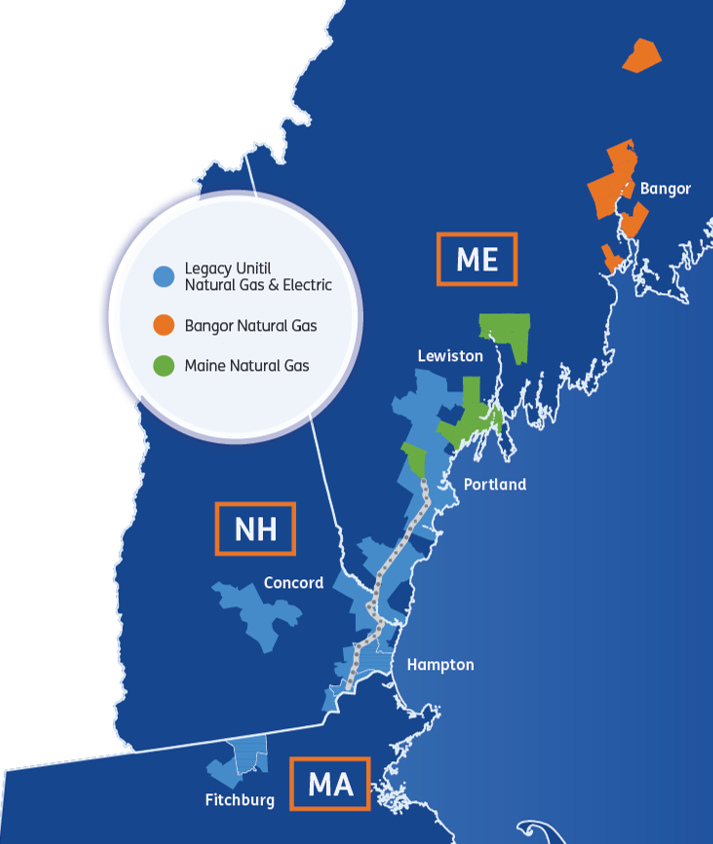 Bangor
ME
Legacy Unitil
Natural Gas & Electric
Bangor Natural Gas
Maine Natural Gas
Lewiston
Portland
NH
Concord
Hampton
MA
Fitchburg